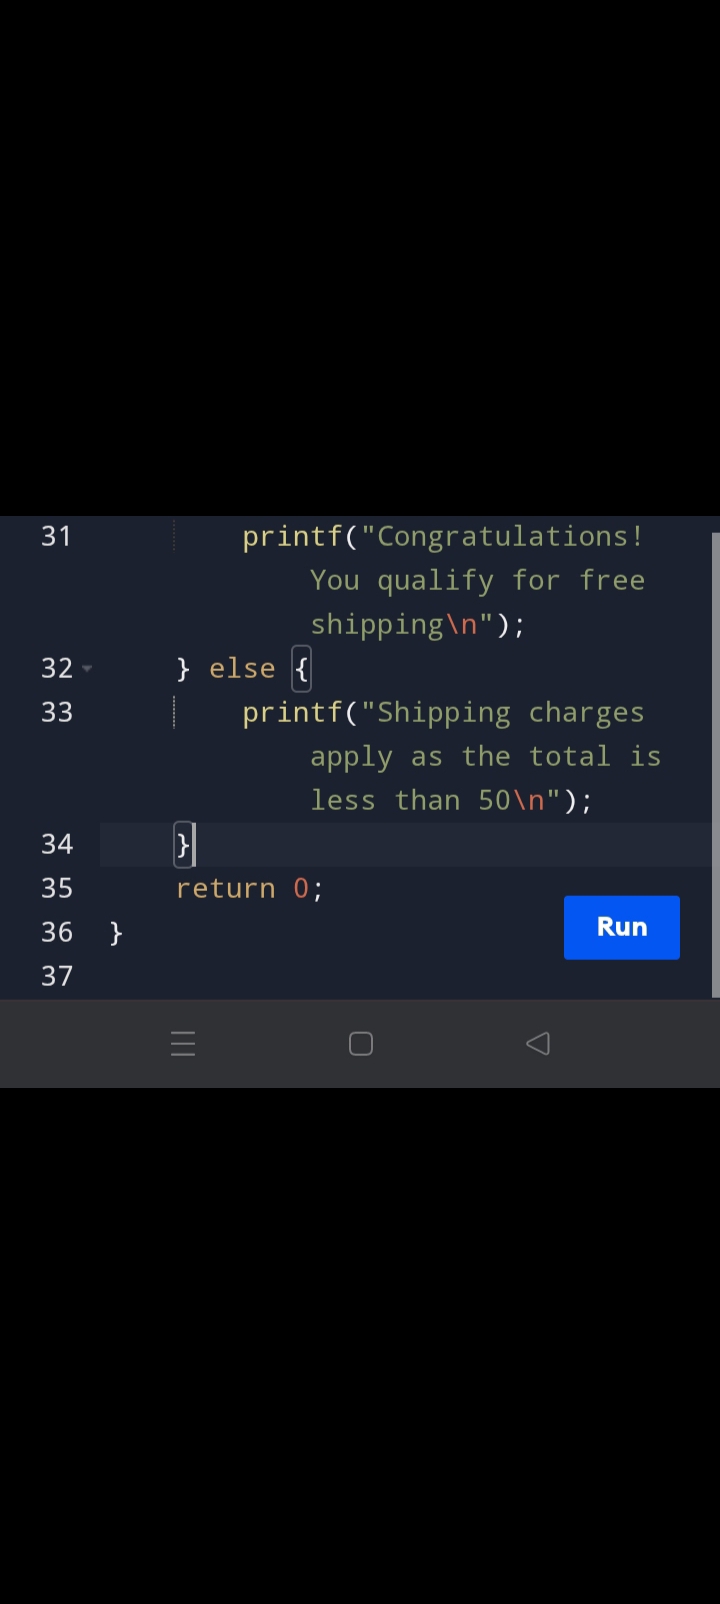 31 printf("Congratulations!
You qualify for free
shipping\n");
32 } else {
33 printf("Shipping charges
apply as the total is
less than 50\n");
34 }
35 return 0;
36 }
Run
37